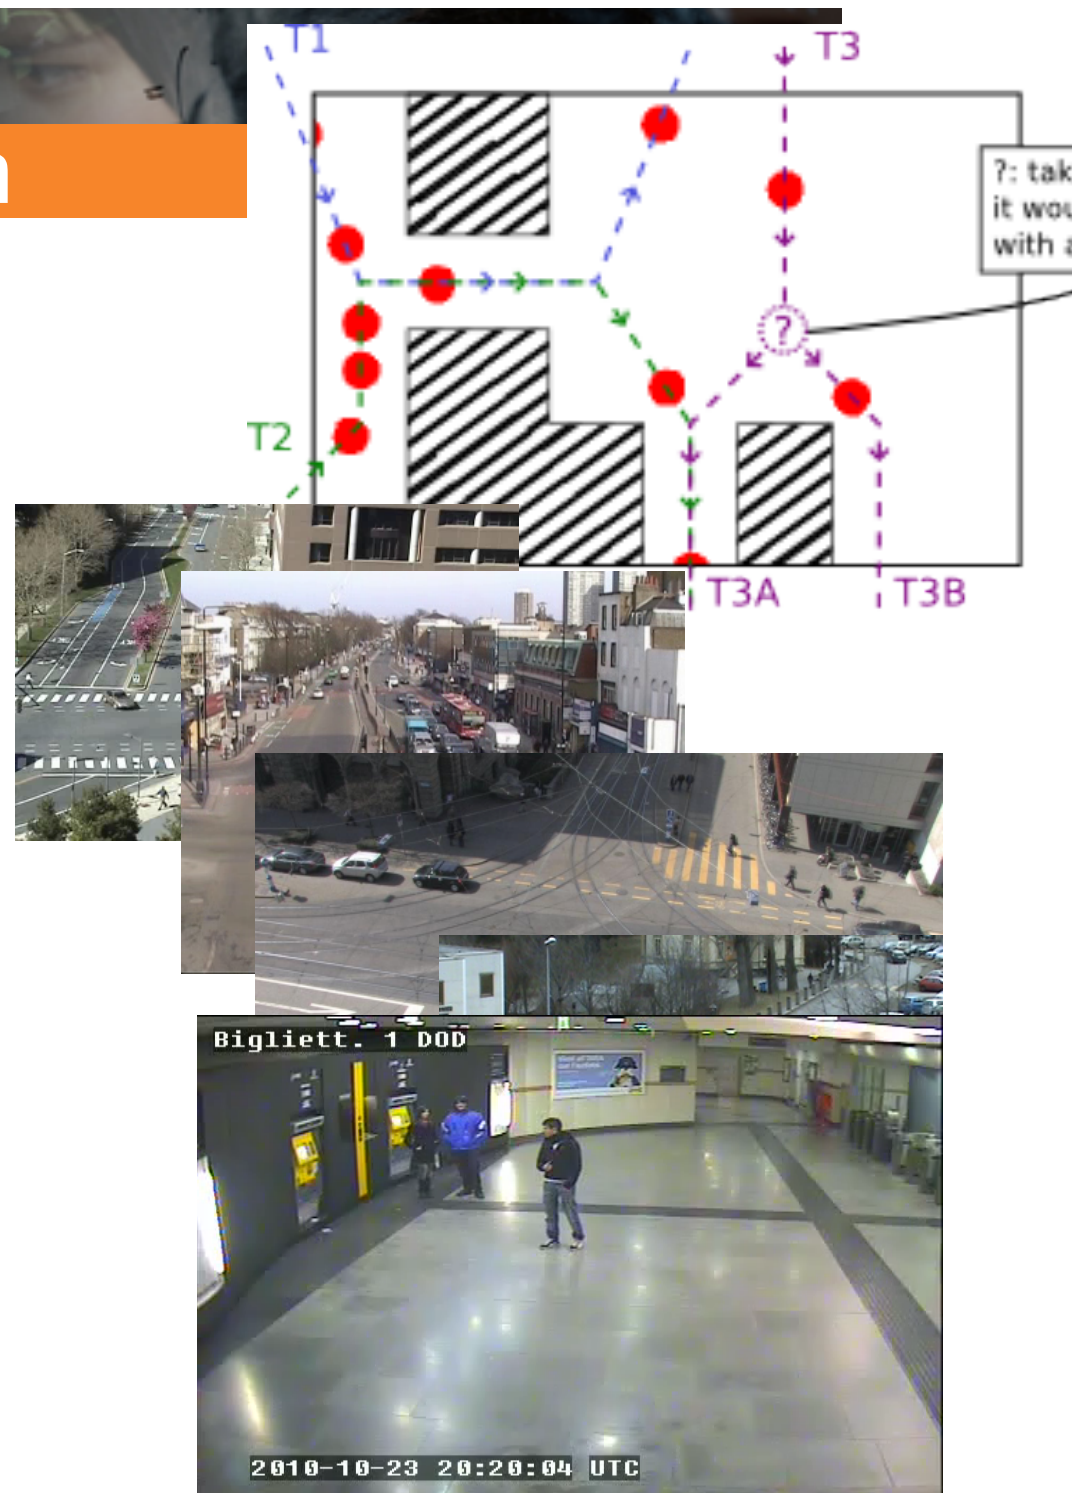 T1
T3
?: tak
it wou
with a
?
T2
T3A
T3B
n
Bigliett. 1 DOD
2010-10-23 20:20:04 UTC